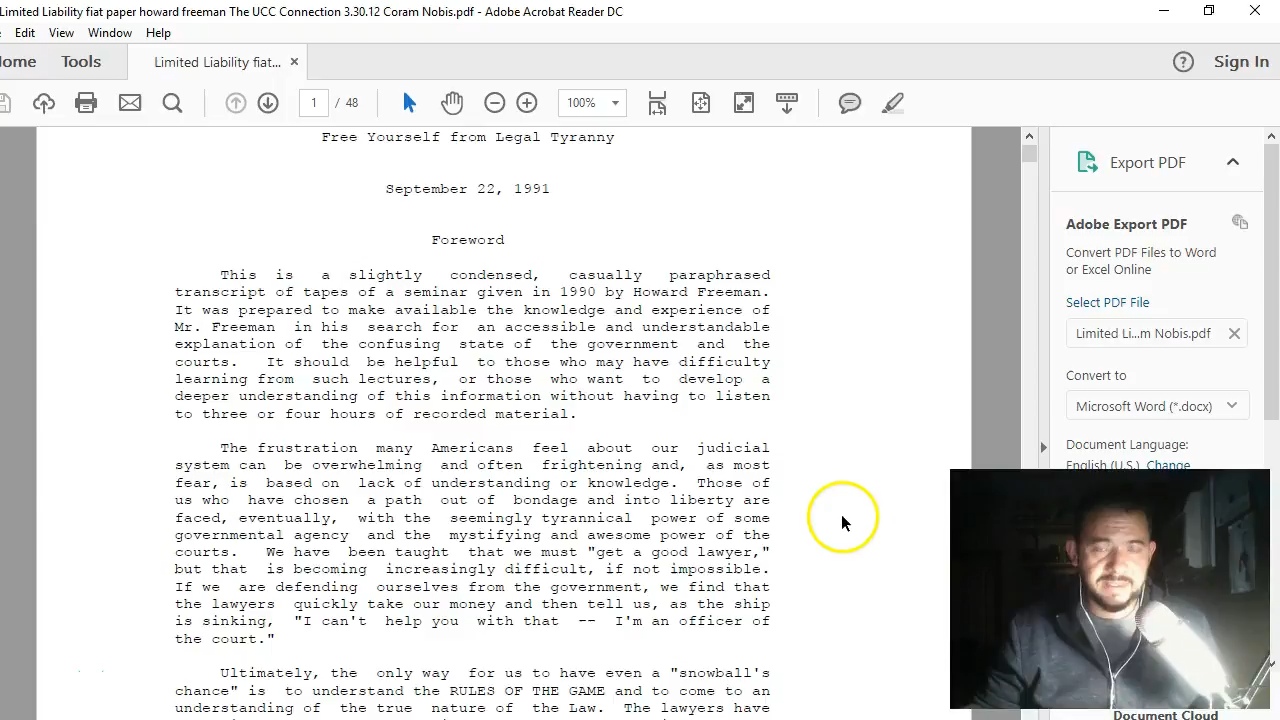 Limited Liability fiat paper howard freeman The UCC Connection 3.30.12 Coram Nobis.pdf - Adobe Acrobat Reader DC
Edit View Window Help
Tools Limited Liability fiat... × Sign In
1 / 48 100%
Free Yourself from Legal Tyranny
September 22, 1991
Foreword
This is a slightly condensed, casually paraphrased
transcript of tapes of a seminar given in 1990 by Howard Freeman.
It was prepared to make available the knowledge and experience of
Mr. Freeman in his search for an accessible and understandable
explanation of the confusing state of the government and the
courts. It should be helpful to those who may have difficulty
learning from such lectures, or those who want to develop a
deeper understanding of this information without having to listen
to three or four hours of recorded material.
The frustration many Americans feel about our judicial
system can be overwhelming and often frightening and, as most
fear, is based on lack of understanding or knowledge. Those of
us who have chosen a path out of bondage and into liberty are
faced, eventually, with the seemingly tyrannical power of some
governmental agency and the mystifying and awesome power of the
courts. We have been taught that we must "get a good lawyer,"
but that is becoming increasingly difficult, if not impossible.
If we are defending ourselves from the government, we find that
the lawyers quickly take our money and then tell us, as the ship
is sinking, "I can't help you with that -- I'm an officer of
the court."
Ultimately, the only way for us to have even a "snowball's
chance" is to understand the RULES OF THE GAME and to come to an
understanding of the true nature of the Law. The lawyers have
Export PDF
Adobe Export PDF
Convert PDF Files to Word
or Excel Online
Select PDF File
Limited Li...m Nobis.pdf
Convert to
Microsoft Word (*.docx)
Document Language:
English (U.S.) Change
Document Cloud